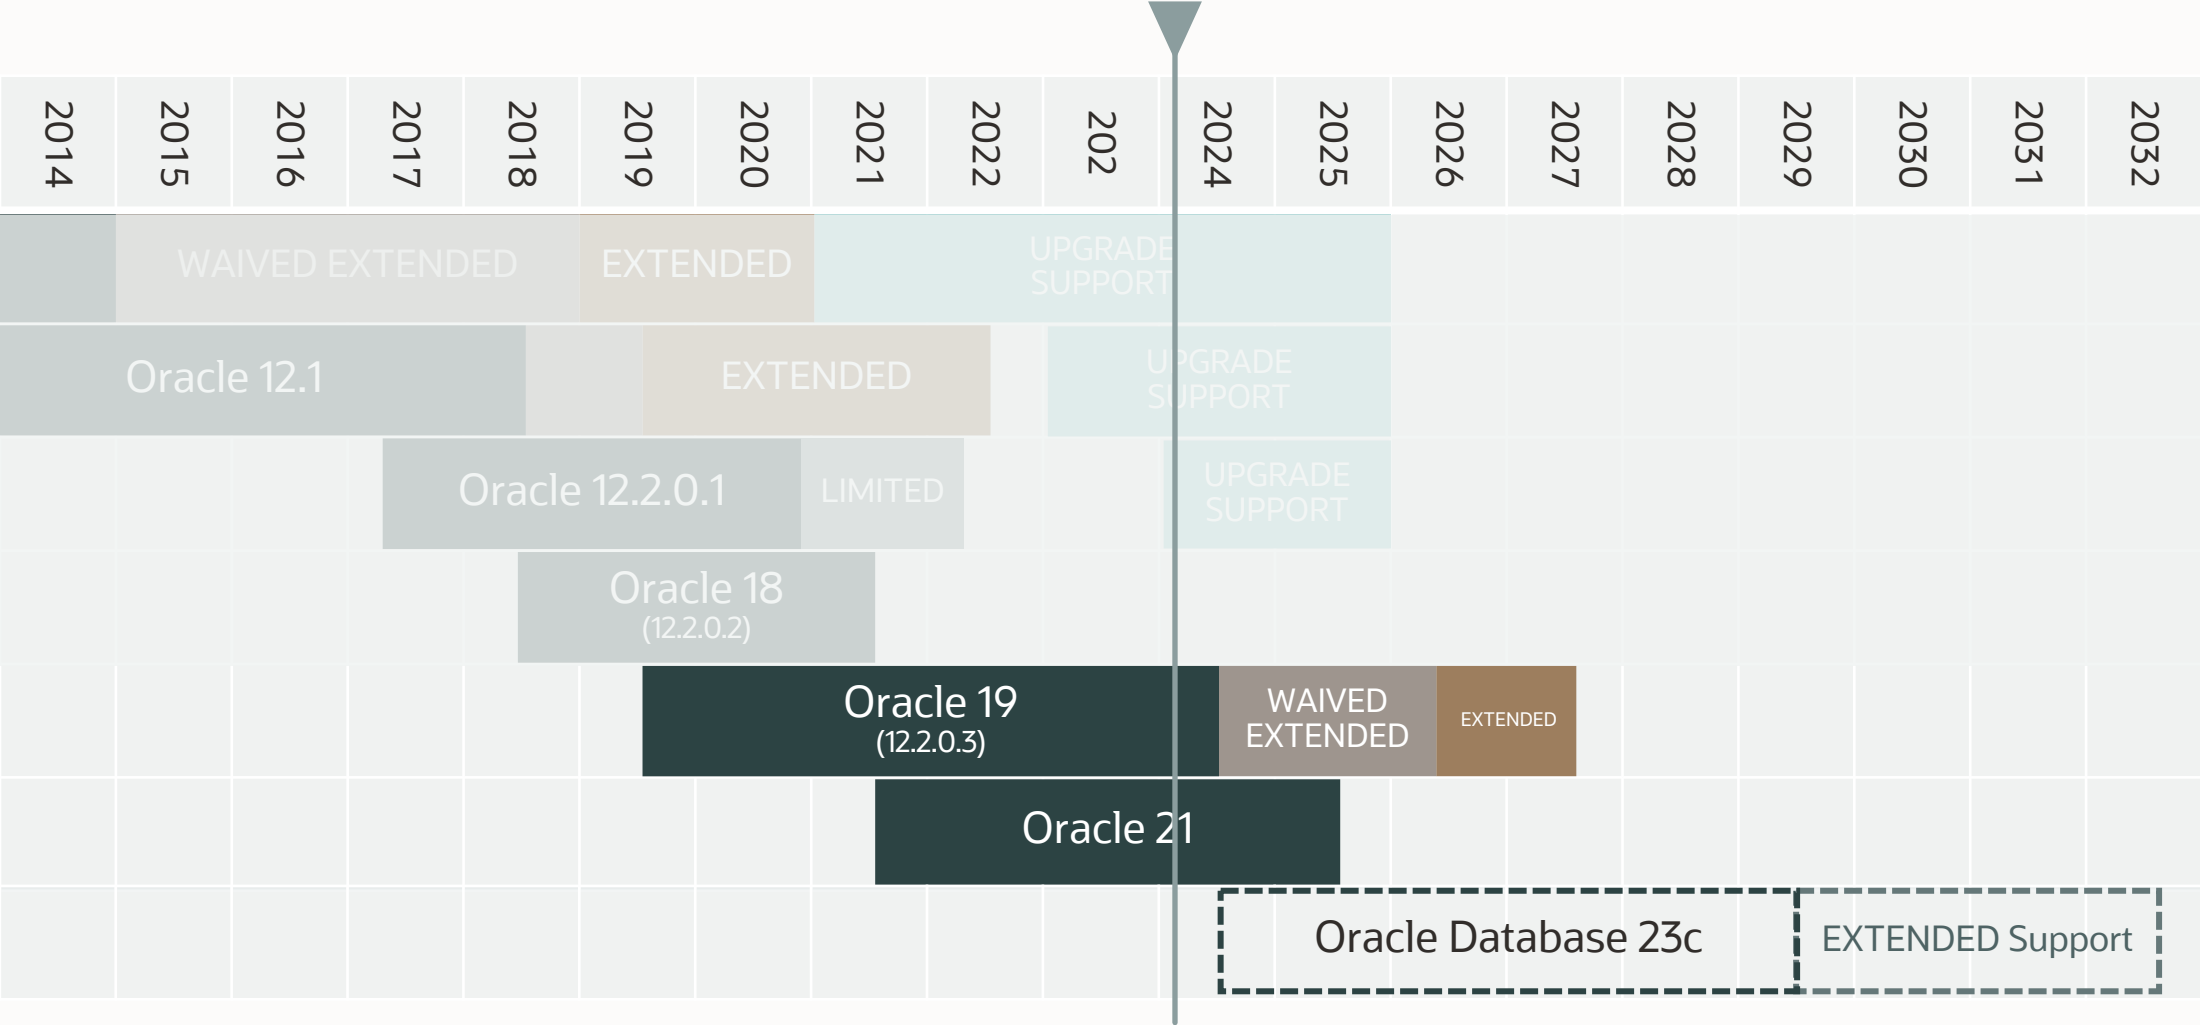 2014
2015
2016
2017
2018
2019
2020
2021
2022
202
2024
2025
2026
2027
2028
2029
2030
2031
2032
WAIVED EXTENDED
EXTENDED
UPGRADE
SUPPORT
Oracle 12.1
EXTENDED
UPGRADE
SUPPORT
Oracle 12.2.0.1
LIMITED
UPGRADE
SUPPORT
Oracle 18
(12.2.0.2)
Oracle 19
(12.2.0.3)
WAIVED
EXTENDED
EXTENDED
Oracle 21
Oracle Database 23c
EXTENDED Support